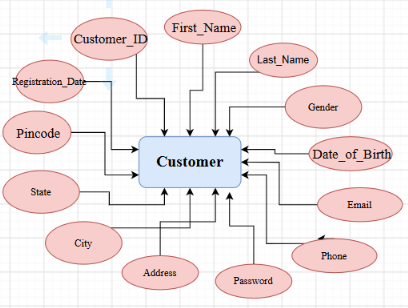 First_Name
Customer_ID
Last_Name
Registration_Date
Gender
Pincode
Customer
Date_of_Birth
State
Email
City
Phone
Address
Password